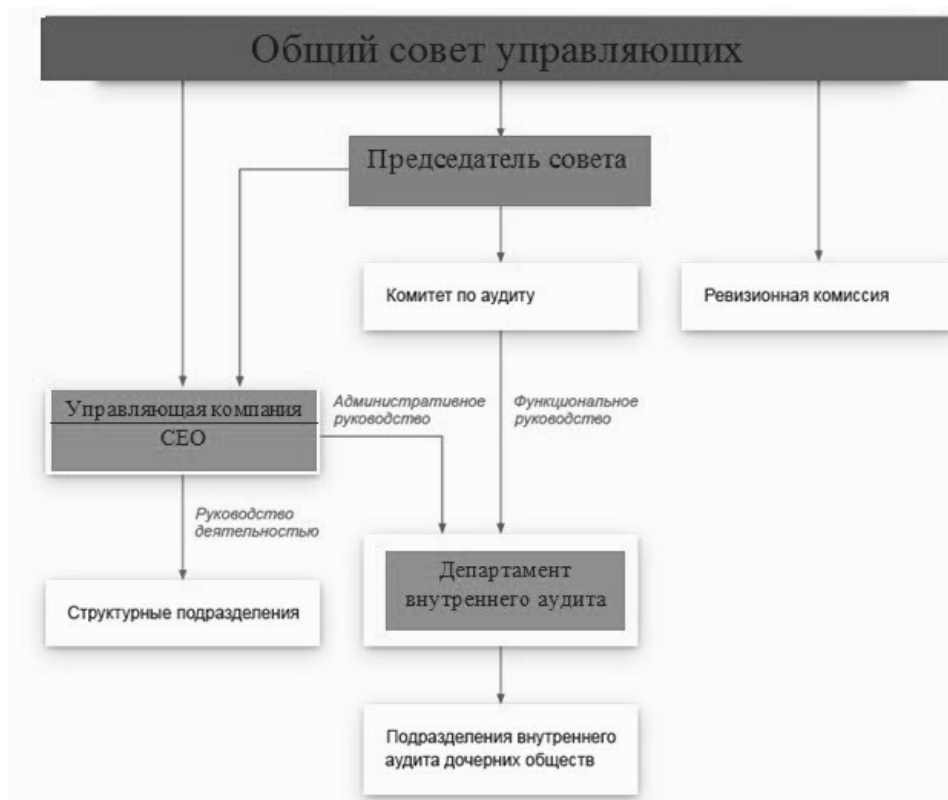 Общий совет управляющих
Председатель совета
Комитет по аудиту
Ревизионная комиссия
Управляющая компания
CEO
Административное
руководство
Функциональное
руководство
Руководство
деятельностью
Структурные подразделения
Департамент
внутреннего аудита
Подразделения внутреннего
аудита дочерних обществ